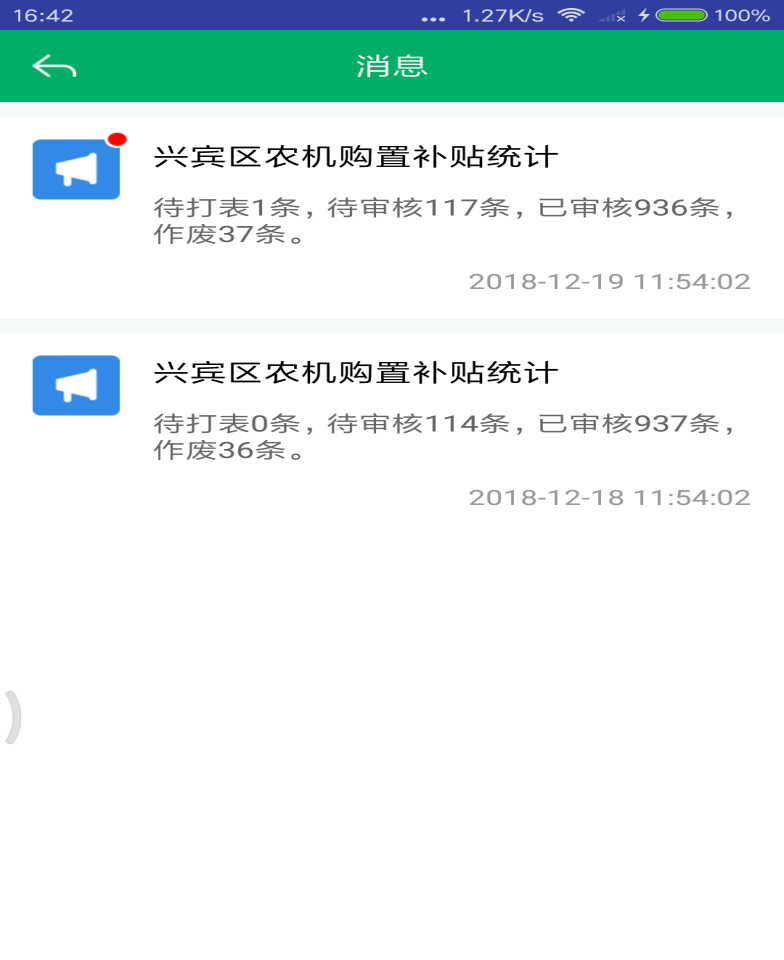 16:42
... 1.27K/s 100%
消息
兴宾区农机购置补贴统计
待打表1条，待审核117条，已审核936条，
作废37条。
2018-12-19 11:54:02
兴宾区农机购置补贴统计
待打表0条，待审核114条，已审核937条，
作废36条。
2018-12-18 11:54:02